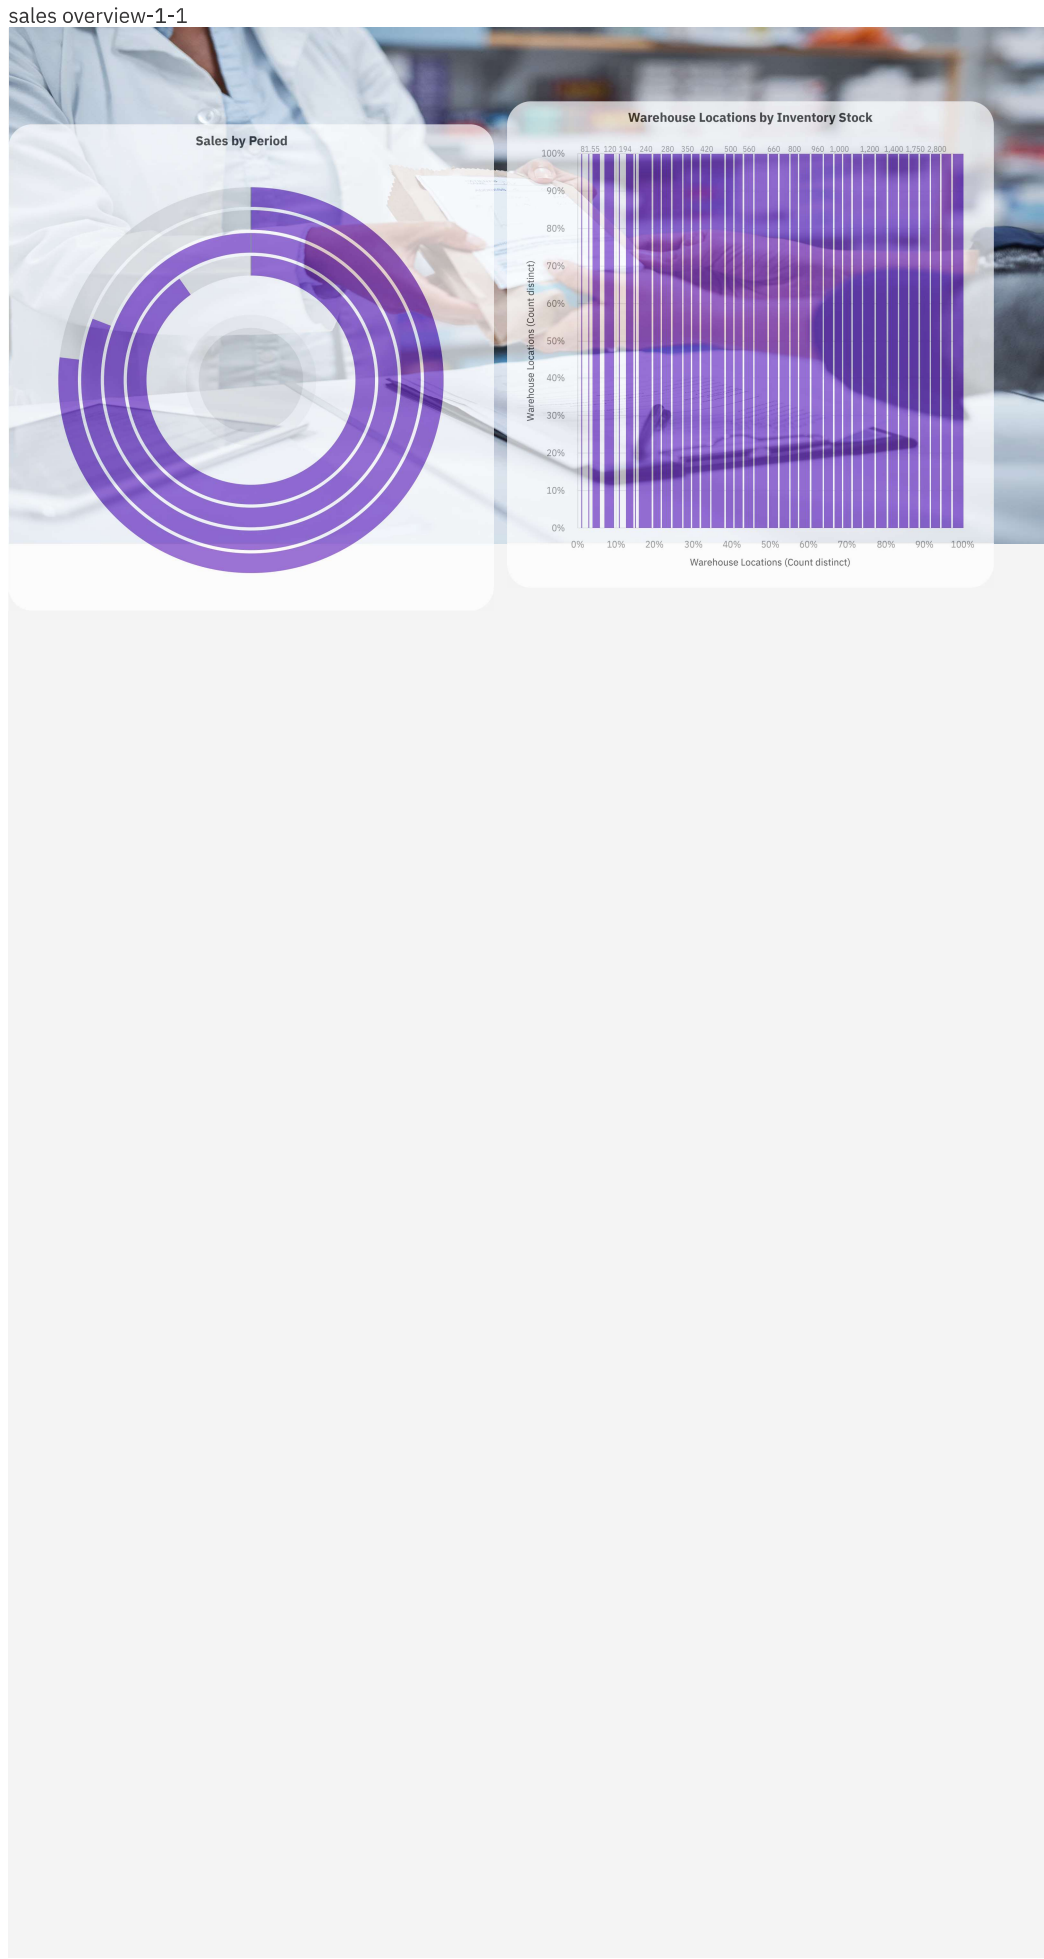 sales overview-1-1
Sales by Period
Warehouse Locations by Inventory Stock
81.55 120 194 240 280 350 420 500 560 660 800 960 1,000 1,200 1,400 1,750 2,800
100%
90%
80%
70%
60%
50%
40%
30%
20%
10%
0%
Warehouse Locations (Count distinct)
0% 10% 20% 30% 40% 50% 60% 70% 80% 90% 100%
Warehouse Locations (Count distinct)